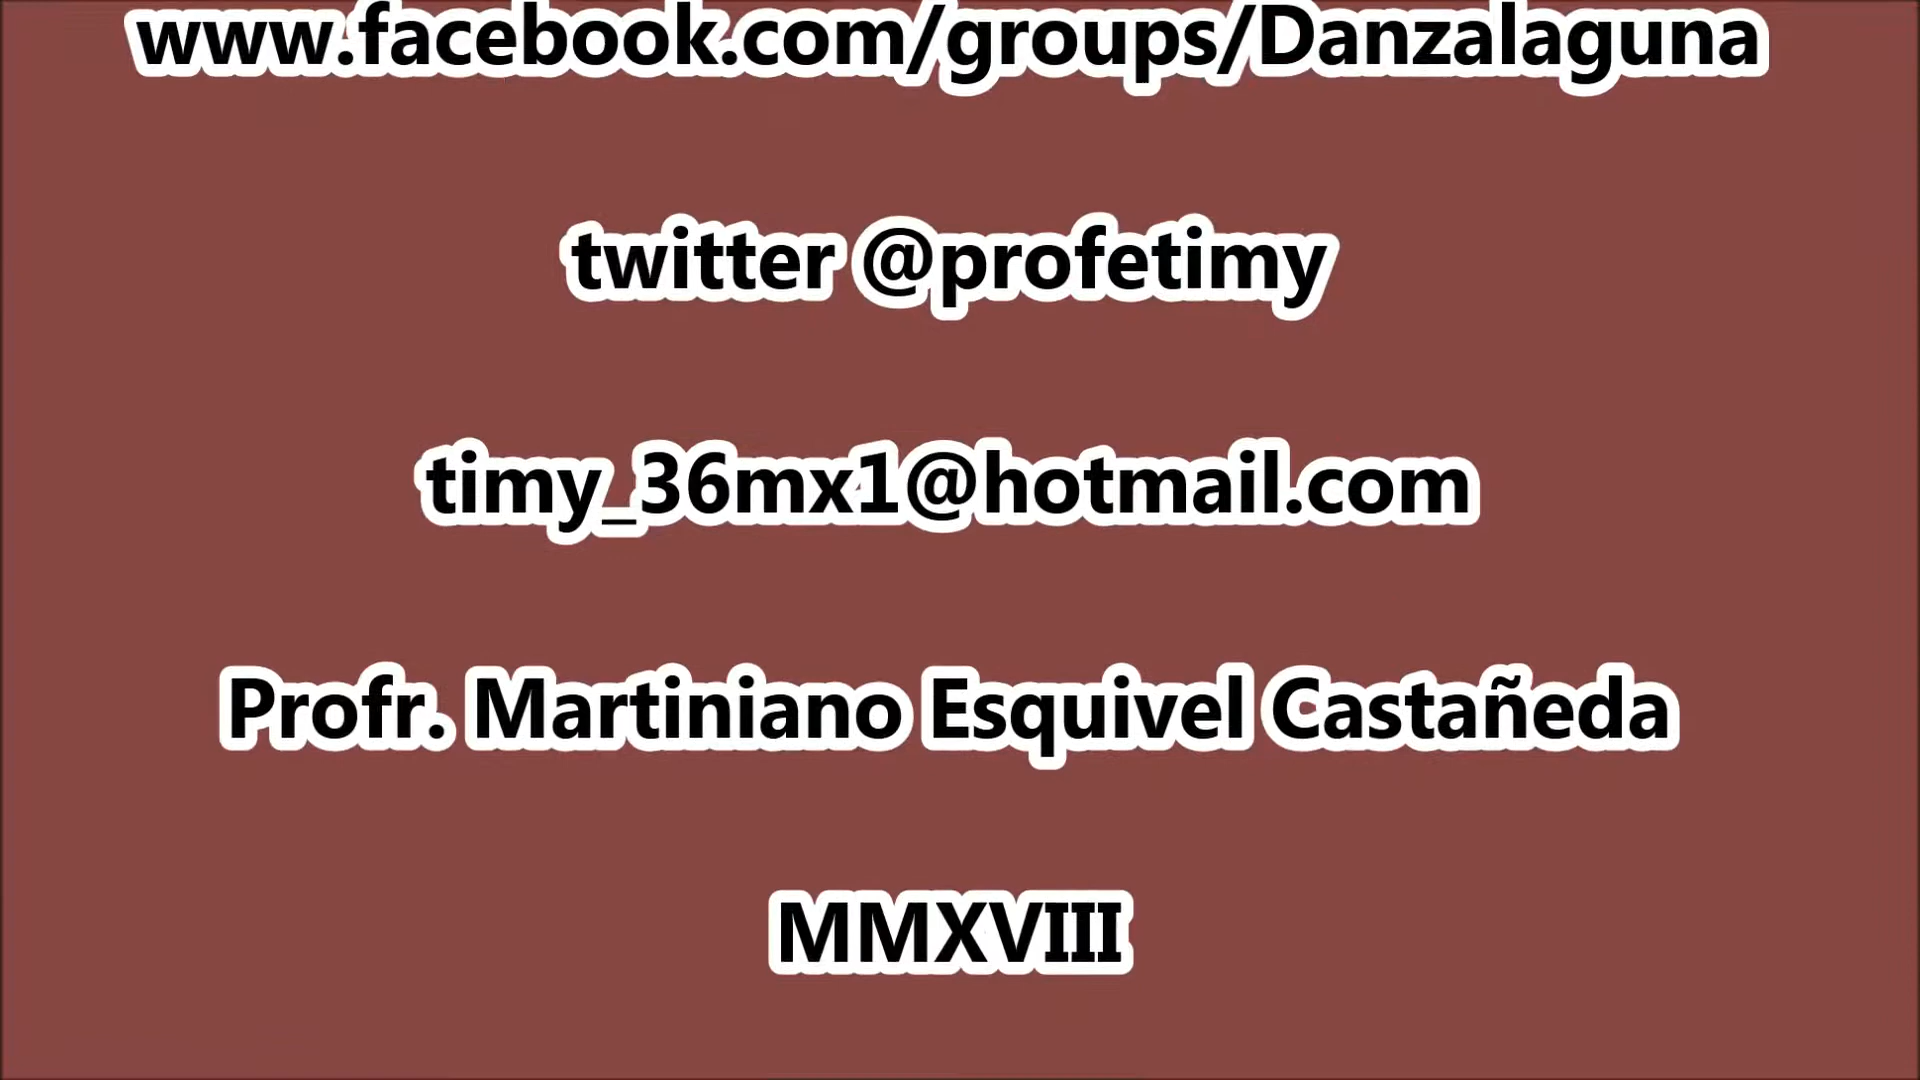 www.facebook.com/groups/Danzalaguna
twitter @profetimy
timy_36mx1@hotmail.com
Profr. Martiniano Esquivel Castañeda
MMXVIII